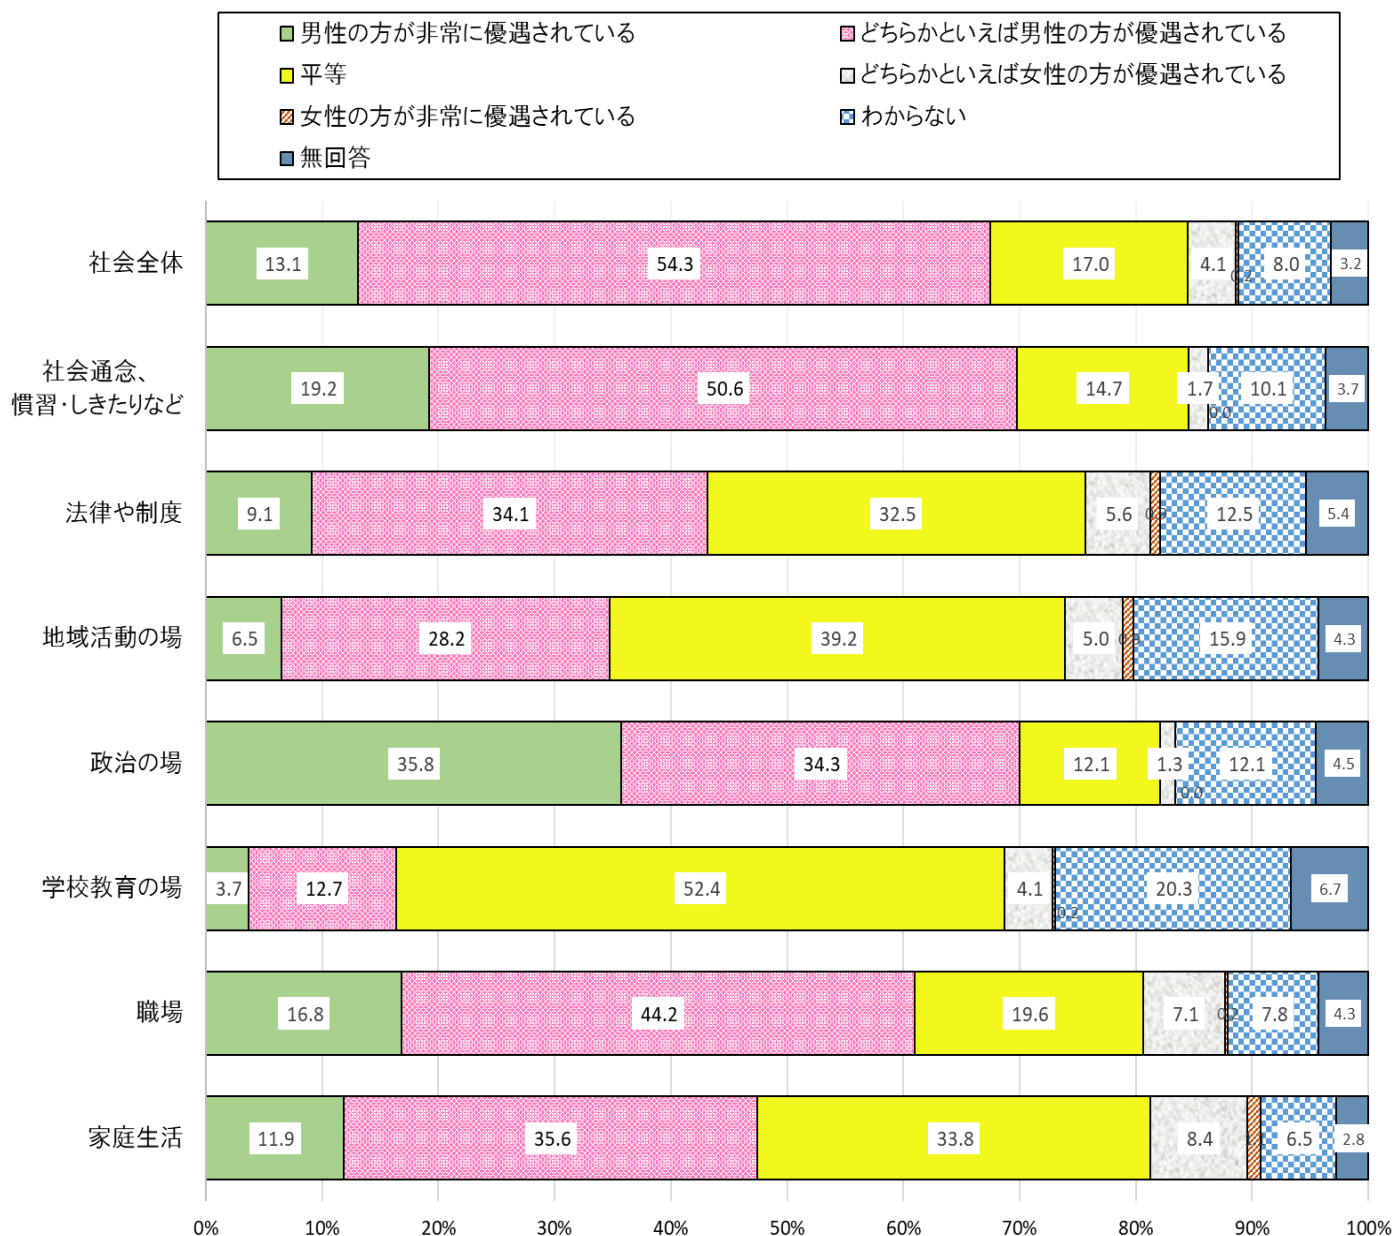 男性の方が非常に優遇されている
どちらかといえば男性の方が優遇されている
平等
どちらかといえば女性の方が優遇されている
女性の方が非常に優遇されている
わからない
無回答
社会全体
13.1 54.3 17.0 4.1 0.2 8.0 3.2
社会通念、
慣習・しきたりなど
19.2 50.6 14.7 1.7 0.0 10.1 3.7
法律や制度
9.1 34.1 32.5 5.6 0.9 12.5 5.4
地域活動の場
6.5 28.2 39.2 5.0 0.9 15.9 4.3
政治の場
35.8 34.3 12.1 1.3 0.0 12.1 4.5
学校教育の場
3.7 12.7 52.4 4.1 0.2 20.3 6.7
職場
16.8 44.2 19.6 7.1 0.2 7.8 4.3
家庭生活
11.9 35.6 33.8 8.4 6.5 2.8
0% 10% 20% 30% 40% 50% 60% 70% 80% 90% 100%